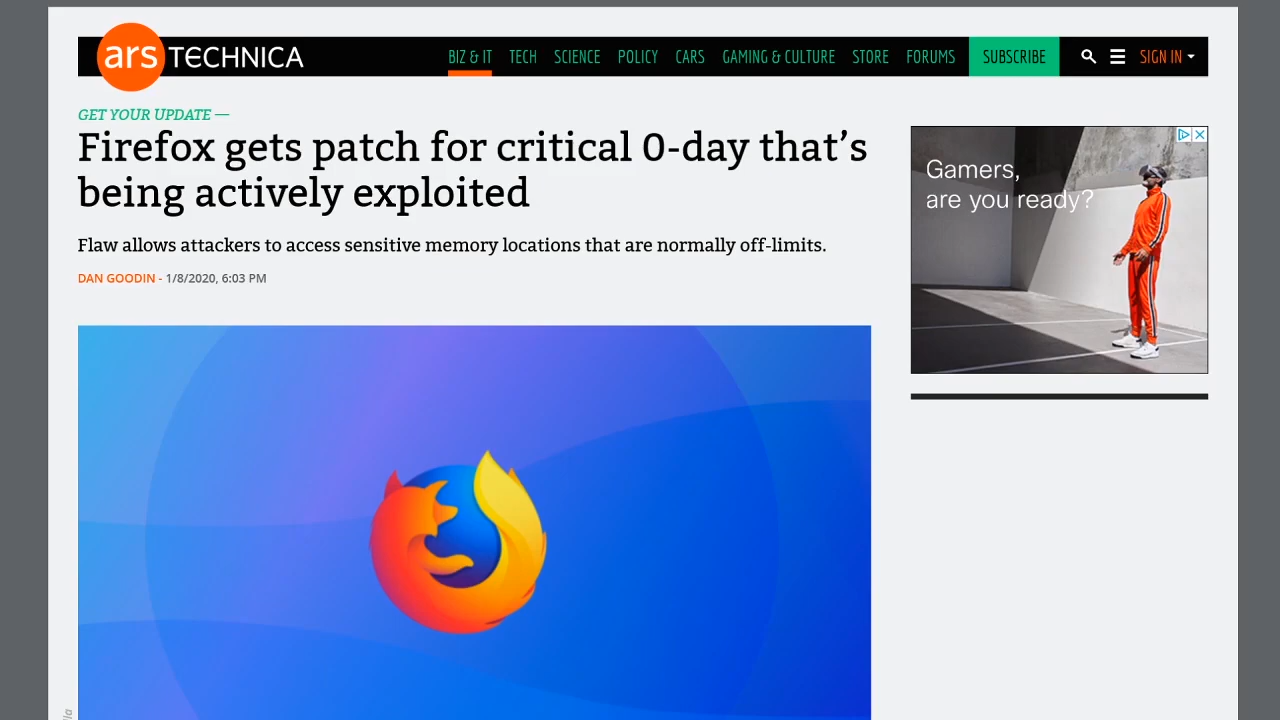 ars TECHNICA
BIZ & IT TECH SCIENCE POLICY CARS GAMING & CULTURE STORE FORUMS SUBSCRIBE SIGN IN
GET YOUR UPDATE —
Firefox gets patch for critical 0-day that’s
being actively exploited
Flaw allows attackers to access sensitive memory locations that are normally off-limits.
DAN GOODIN - 1/8/2020, 6:03 PM
Gamers,
are you ready?